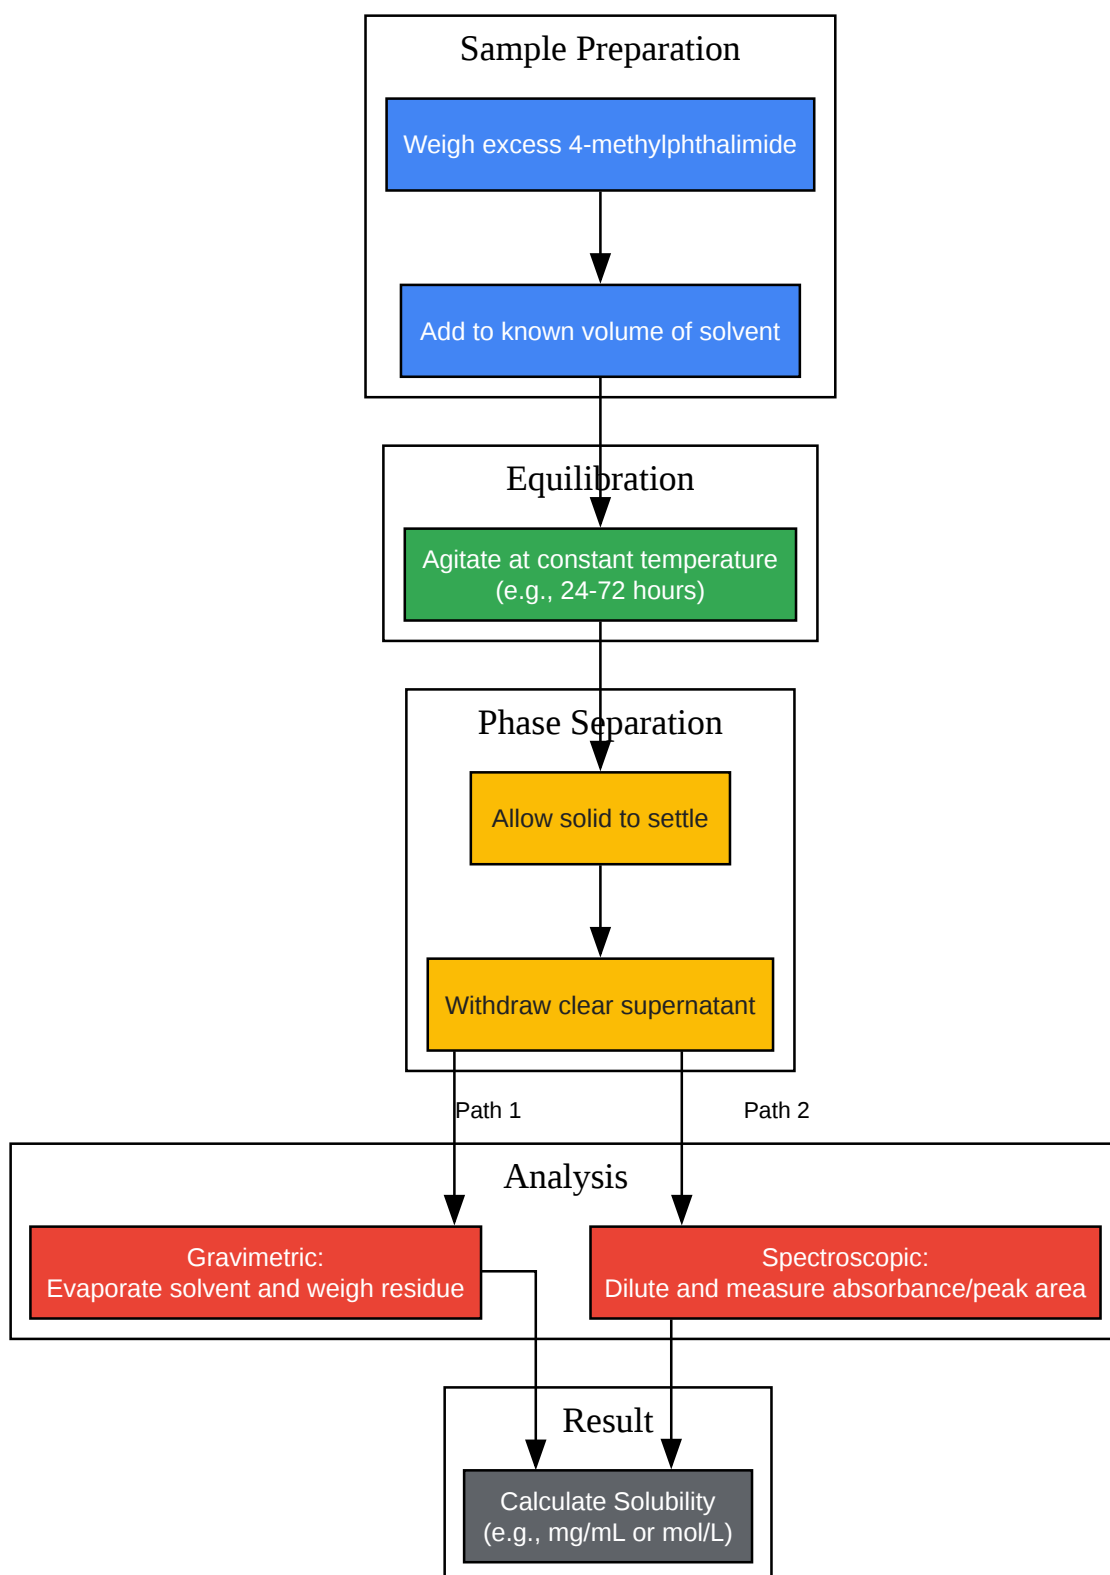 Sample Preparation
Weigh excess 4-methylphthalimide
Add to known volume of solvent
Equilibration
Agitate at constant temperature
(e.g., 24-72 hours)
Phase Separation
Allow solid to settle
Withdraw clear supernatant
Path 1
Path 2
Analysis
Gravimetric:
Evaporate solvent and weigh residue
Spectroscopic:
Dilute and measure absorbance/peak area
Result
Calculate Solubility
(e.g., mg/mL or mol/L)